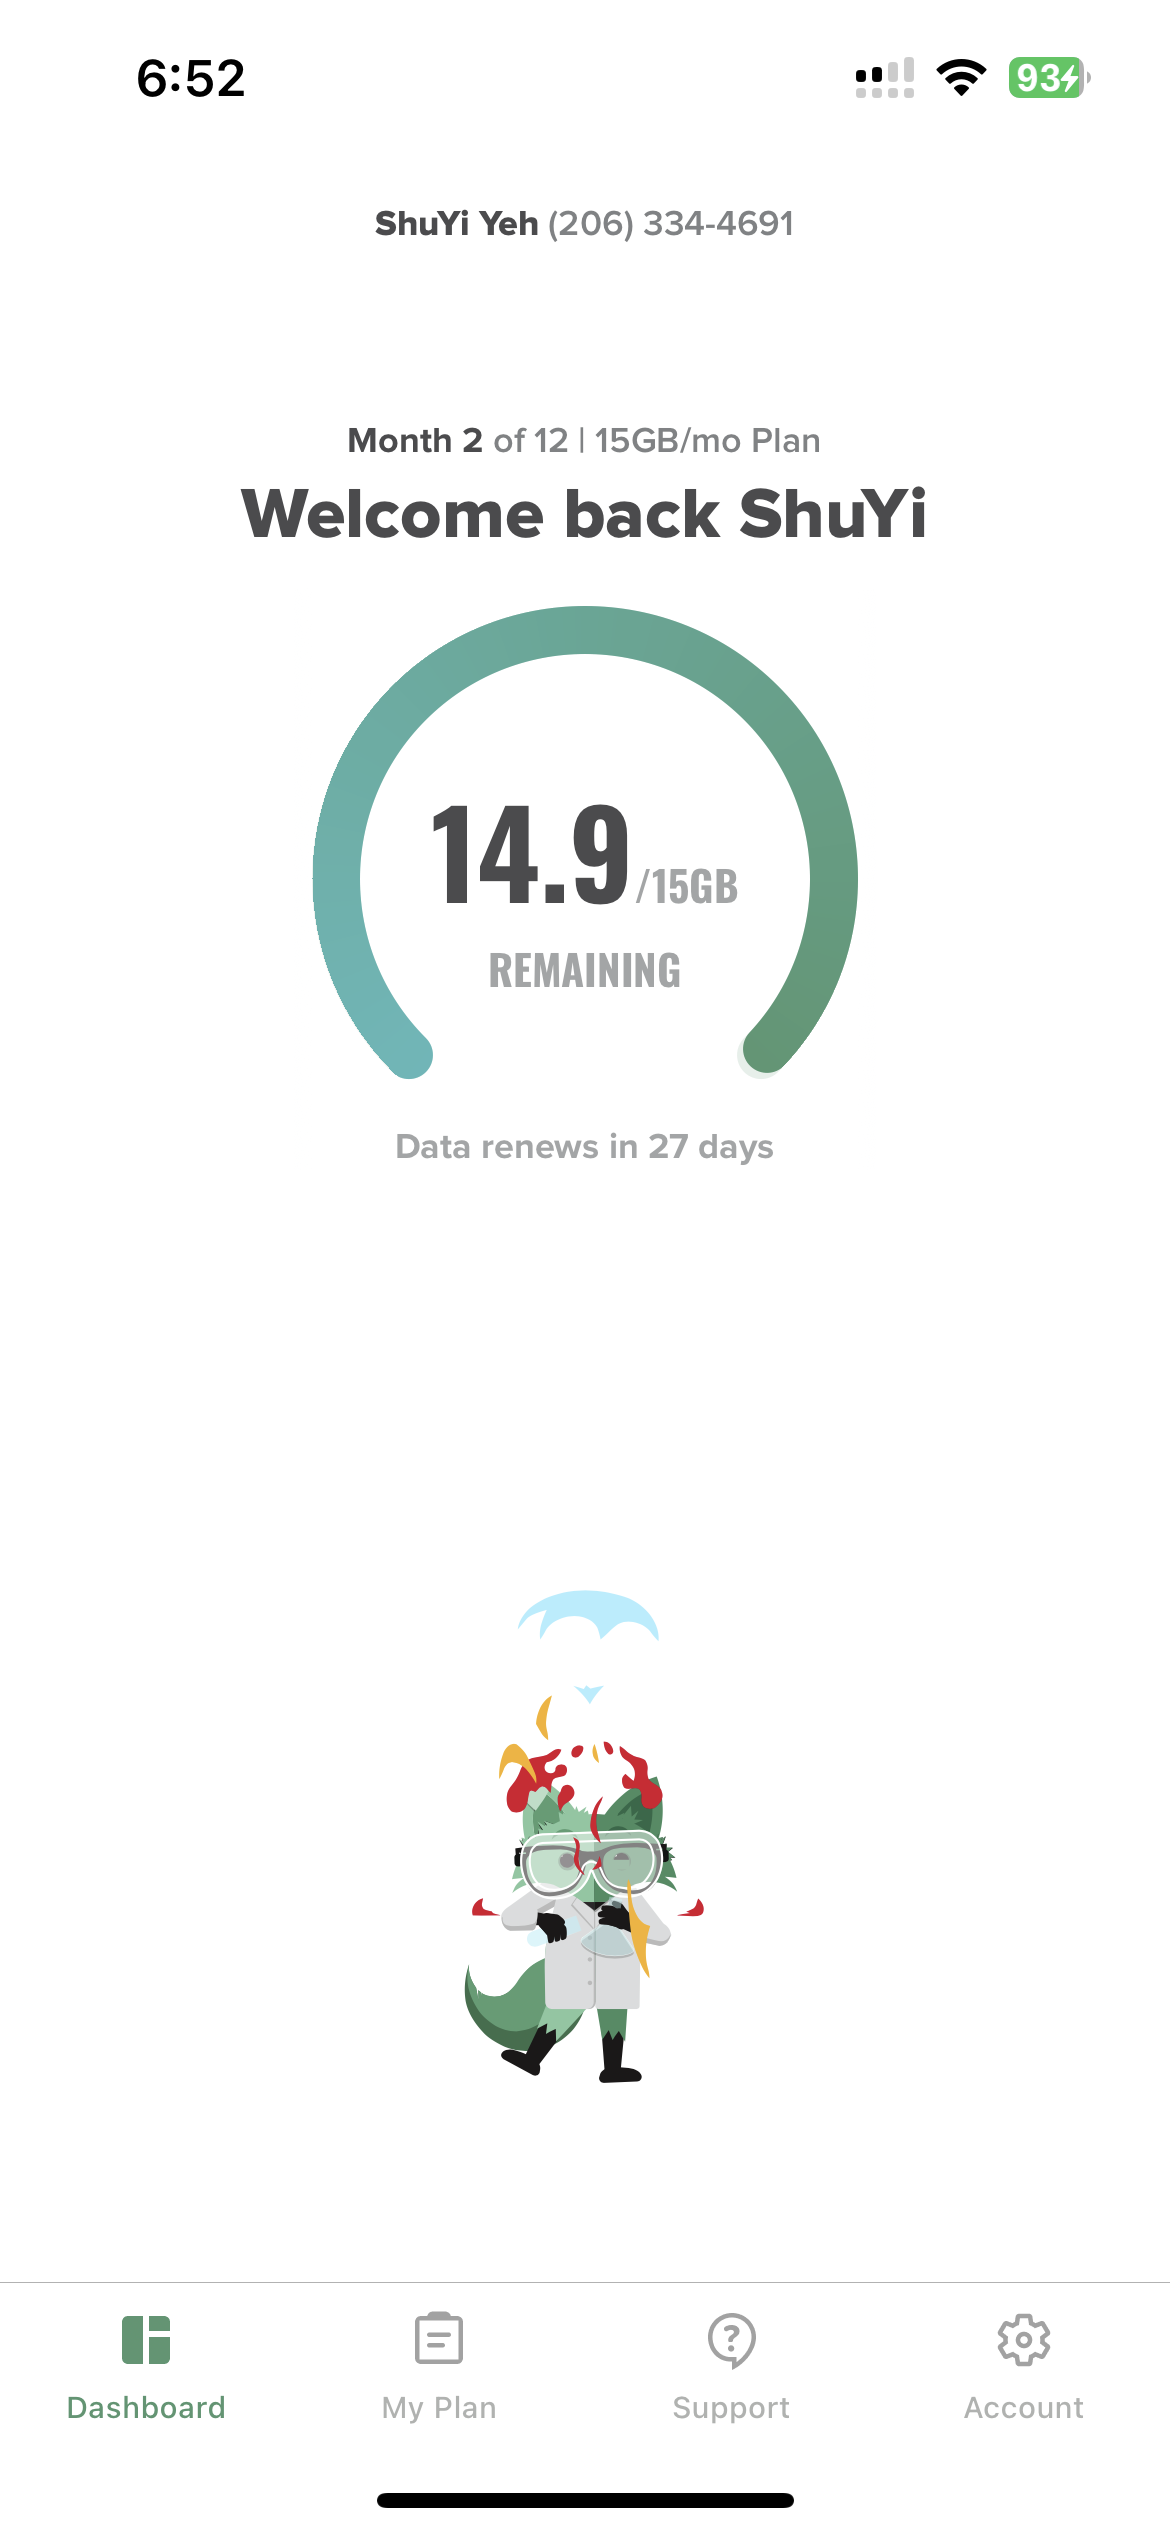 6:52
93
ShuYi Yeh (206) 334-4691
Month 2 of 12 | 15GB/mo Plan
Welcome back ShuYi
14.9/15GB
REMAINING
Data renews in 27 days
Dashboard
My Plan
Support
Account